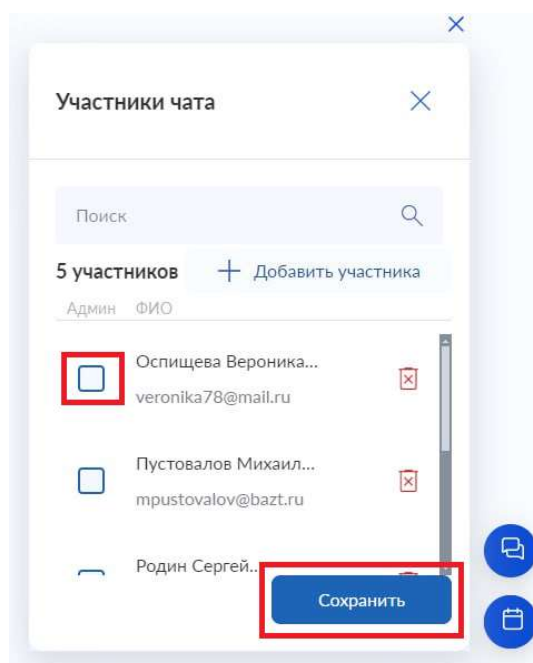 Участники чата
Поиск
5 участников
Добавить участника
Админ ФИО
Оспищева Вероника...
veronika78@mail.ru
Пустовалов Михаил...
mpustovalov@bazt.ru
Родин Сергей...
Сохранить